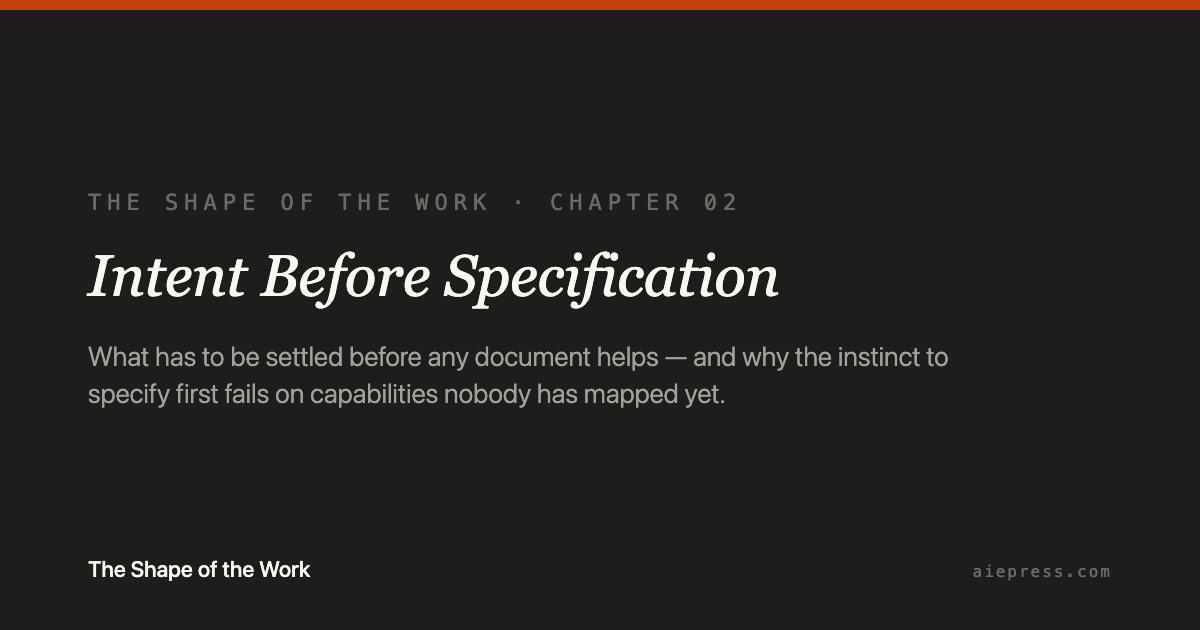 THE SHAPE OF THE WORK · CHAPTER 02
Intent Before Specification
What has to be settled before any document helps — and why the instinct to
specify first fails on capabilities nobody has mapped yet.
The Shape of the Work
aiepress.com